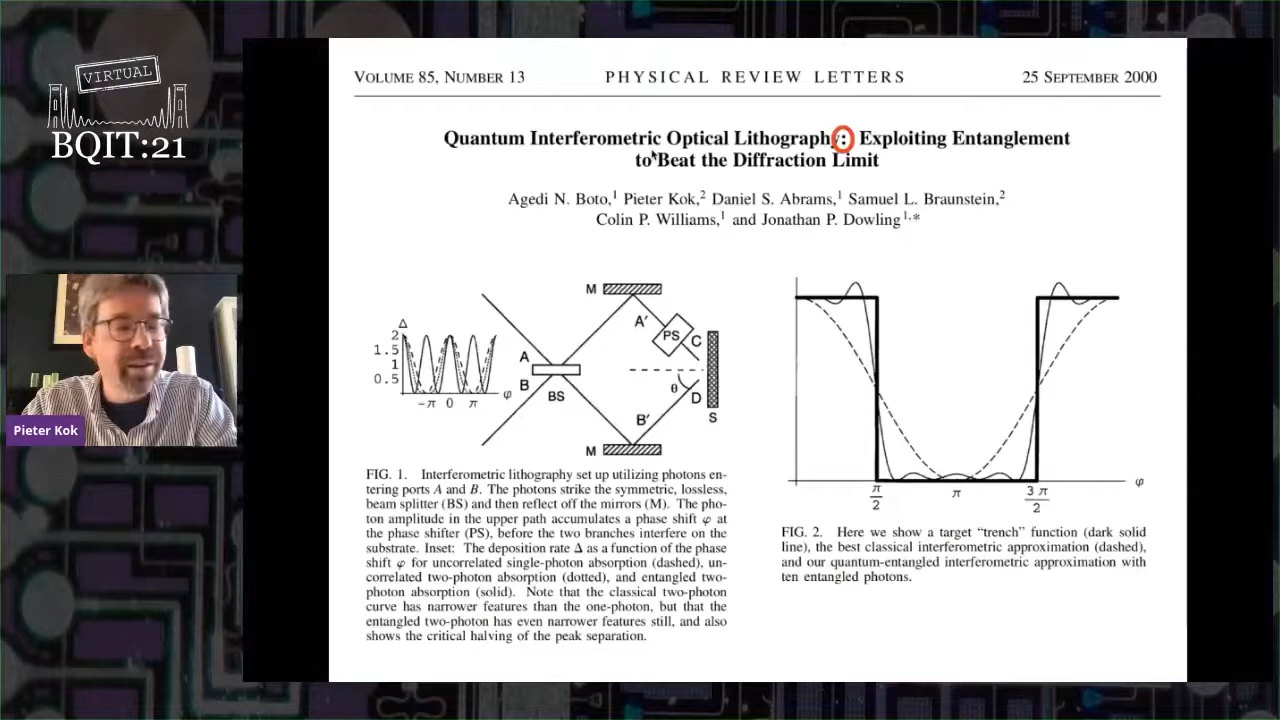 VIRTUAL
BQIT:21
Pieter Kok
VOLUME 85, NUMBER 13 PHYSICAL REVIEW LETTERS 25 SEPTEMBER 2000
Quantum Interferometric Optical Lithography: Exploiting Entanglement
to Beat the Diffraction Limit
Agedi N. Boto,1 Pieter Kok,2 Daniel S. Abrams,1 Samuel L. Braunstein,2
Colin P. Williams,1 and Jonathan P. Dowling1,*
Δ
2
1.5
1
0.5
-π 0 π φ
M
A′
PS
C
A
B
BS
θ
D
S
B′
M
FIG. 1. Interferometric lithography set up utilizing photons en-
tering ports A and B. The photons strike the symmetric, lossless,
beam splitter (BS) and then reflect off the mirrors (M). The pho-
ton amplitude in the upper path accumulates a phase shift φ at
the phase shifter (PS), before the two branches interfere on the
substrate. Inset: The deposition rate Δ as a function of the phase
shift φ for uncorrelated single-photon absorption (dashed), un-
correlated two-photon absorption (dotted), and entangled two-
photon absorption (solid). Note that the classical two-photon
curve has narrower features than the one-photon, but that the
entangled two-photon has even narrower features still, and also
shows the critical halving of the peak separation.
π
2
π
3 π
2
φ
FIG. 2. Here we show a target “trench” function (dark solid
line), the best classical interferometric approximation (dashed),
and our quantum-entangled interferometric approximation with
ten entangled photons.